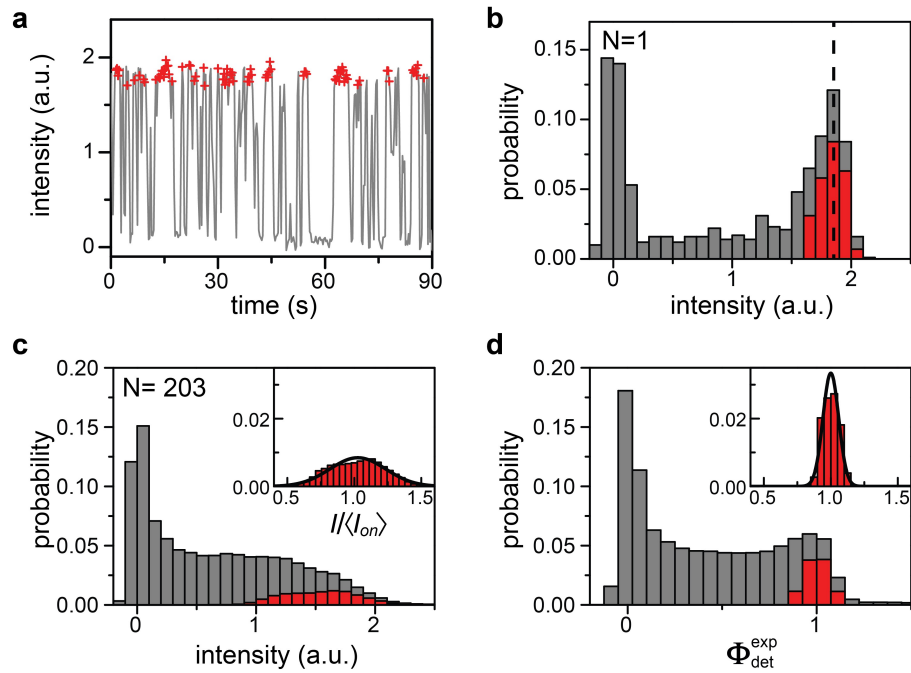 a
intensity (a.u.)
2
1
0
0
30
60
90
time (s)
b
N=1
probability
0.15
0.10
0.05
0.00
0
1
2
intensity (a.u.)
c
N= 203
probability
0.20
0.15
0.10
0.05
0.00
0
1
2
intensity (a.u.)
0.02
0.00
0.5
1.0
1.5
I/⟨Ion⟩
d
probability
0.20
0.15
0.10
0.05
0.00
0
1
Φ exp det
0.02
0.00
0.5
1.0
1.5